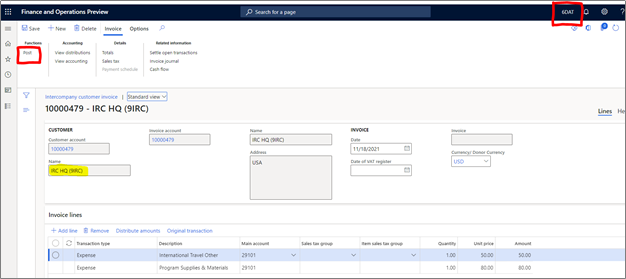 Finance and Operations Preview
Search for a page
6DAT
Save
New
Invoice
Options
Functions
Post
Accounting
View distributions
View accounting
Details
Totals
Sales tax
Payment schedule
Related information
Settle open transactions
Invoice journal
Cash flow
Intercompany customer invoice | Standard view
10000479 - IRC HQ (9IRC)
Lines
He
CUSTOMER
Customer account
10000479
Name
IRC HQ (9IRC)
Invoice account
10000479
Name
IRC HQ (9IRC)
Address
USA
INVOICE
Date
11/18/2021
Date of VAT register
Invoice
Currency/ Donor Currency
USD
Invoice lines
Add line
Remove
Distribute amounts
Original transaction
Transaction type Description Main account Sales tax group Item sales tax group Quantity Unit price Amount
Expense International Travel Other 29101 1.00 50.00 50.00
Expense Program Supplies & Materials 29101 1.00 80.00 80.00